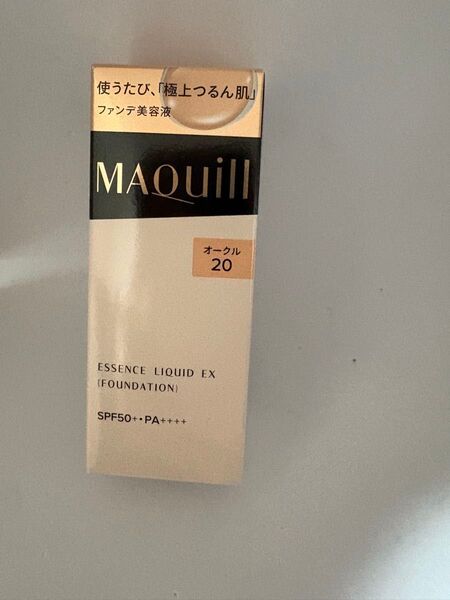 使うたび、「極上つるん肌」
ファンデ美容液
MAQuill
オークル
20
ESSENCE LIQUID EX
(FOUNDATION)
SPF50+・PA++++